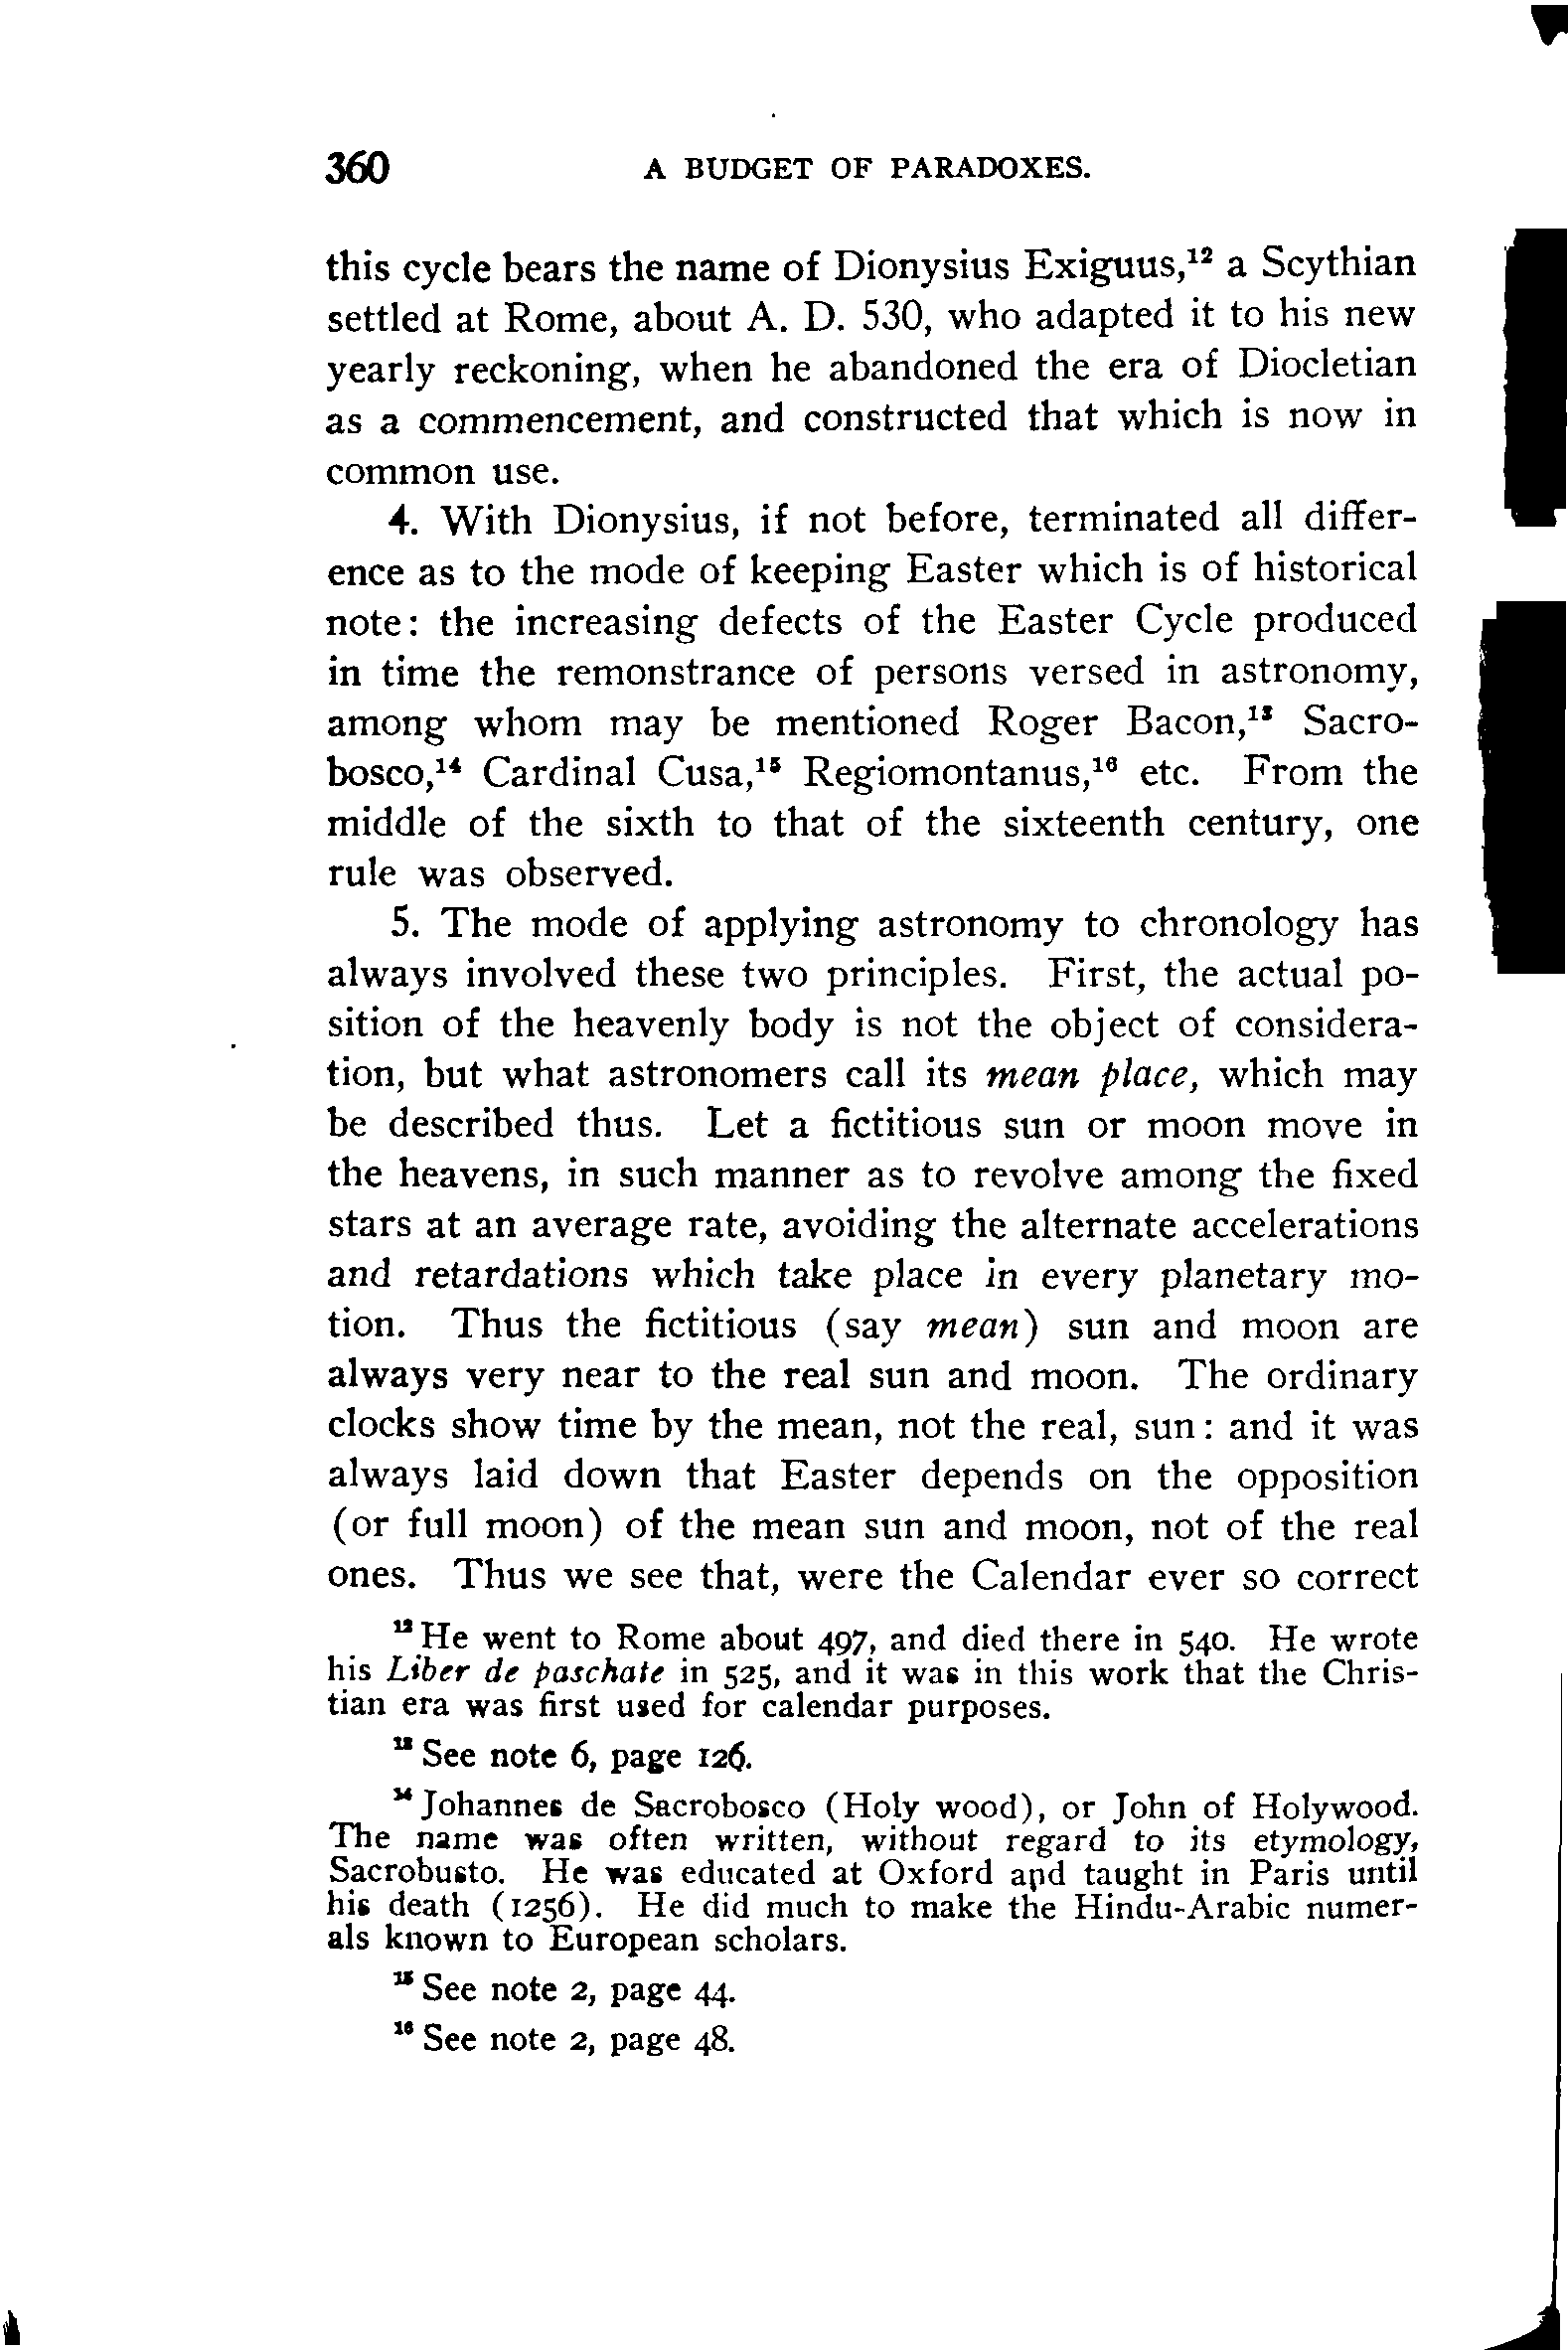 360 A BUDGET OF PARADOXES.
this cycle bears the name of Dionysius Exiguus,¹² a Scythian
settled at Rome, about A. D. 530, who adapted it to his new
yearly reckoning, when he abandoned the era of Diocletian
as a commencement, and constructed that which is now in
common use.
4. With Dionysius, if not before, terminated all differ-
ence as to the mode of keeping Easter which is of historical
note: the increasing defects of the Easter Cycle produced
in time the remonstrance of persons versed in astronomy,
among whom may be mentioned Roger Bacon,¹³ Sacro-
bosco,¹⁴ Cardinal Cusa,¹⁵ Regiomontanus,¹⁶ etc. From the
middle of the sixth to that of the sixteenth century, one
rule was observed.
5. The mode of applying astronomy to chronology has
always involved these two principles. First, the actual po-
sition of the heavenly body is not the object of considera-
tion, but what astronomers call its mean place, which may
be described thus. Let a fictitious sun or moon move in
the heavens, in such manner as to revolve among the fixed
stars at an average rate, avoiding the alternate accelerations
and retardations which take place in every planetary mo-
tion. Thus the fictitious (say mean) sun and moon are
always very near to the real sun and moon. The ordinary
clocks show time by the mean, not the real, sun: and it was
always laid down that Easter depends on the opposition
(or full moon) of the mean sun and moon, not of the real
ones. Thus we see that, were the Calendar ever so correct
¹² He went to Rome about 497, and died there in 540. He wrote
his Liber de paschate in 525, and it was in this work that the Chris-
tian era was first used for calendar purposes.
¹³ See note 6, page 126.
¹⁴ Johannes de Sacrobosco (Holy wood), or John of Holywood.
The name was often written, without regard to its etymology,
Sacrobusto. He was educated at Oxford and taught in Paris until
his death (1256). He did much to make the Hindu-Arabic numer-
als known to European scholars.
¹⁵ See note 2, page 44.
¹⁶ See note 2, page 48.